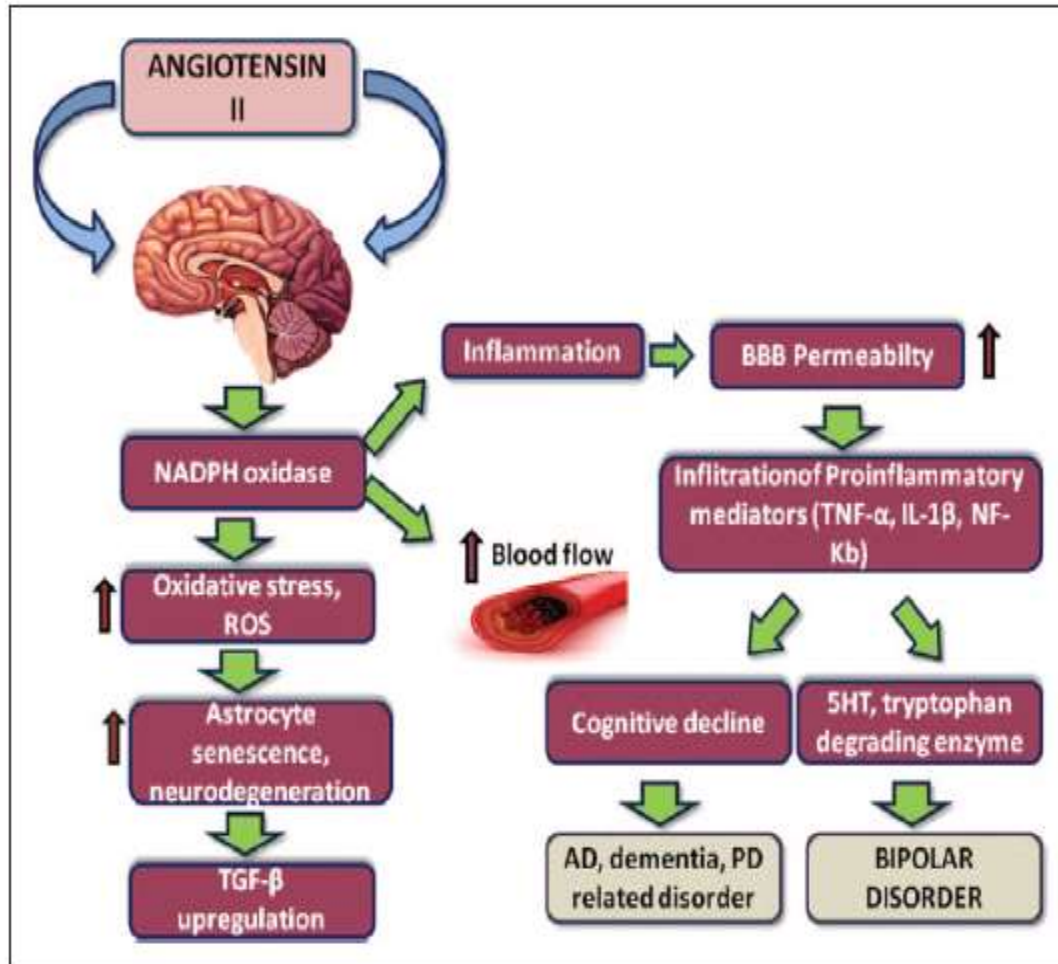 ANGIOTENSIN
II
Inflammation
BBB Permeabilty
NADPH oxidase
Inflitrationof Proinflammatory
mediators (TNF-α, IL-1β, NF-
Kb)
Blood flow
Oxidative stress,
ROS
Astrocyte
senescence,
neurodegeneration
Cognitive decline
5HT, tryptophan
degrading enzyme
TGF-β
upregulation
AD, dementia, PD
related disorder
BIPOLAR
DISORDER